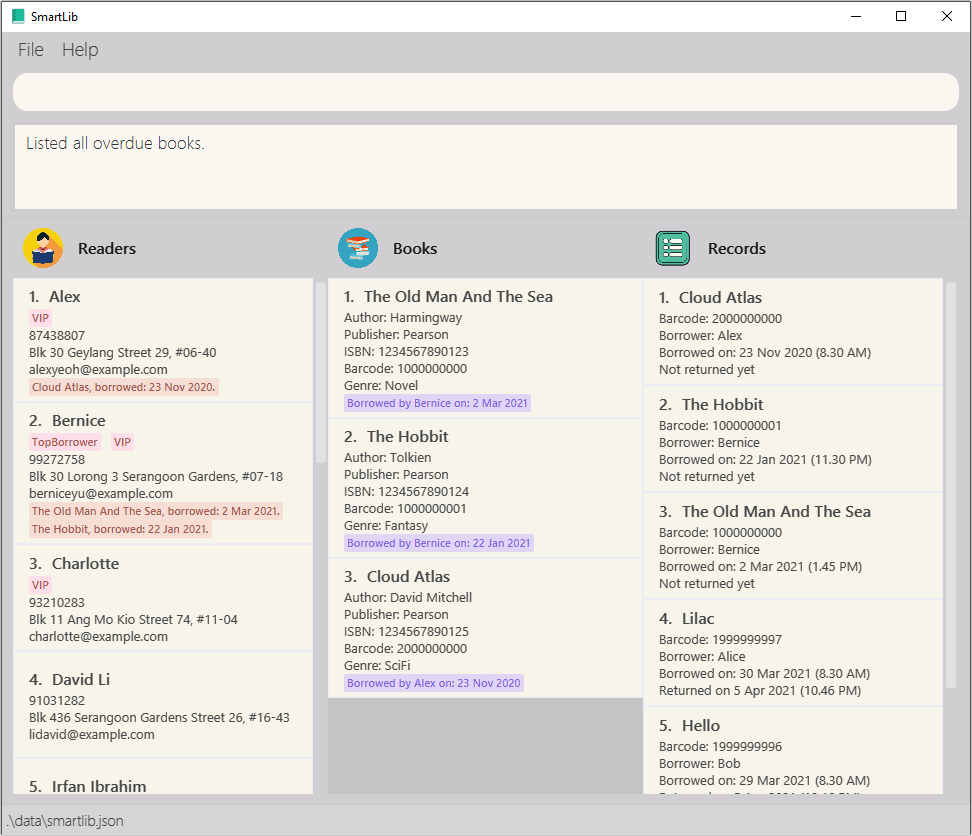 SmartLib
File Help
Listed all overdue books.
Readers
1. Alex
VIP
87438807
Blk 30 Geylang Street 29, #06-40
alexyeoh@example.com
Cloud Atlas, borrowed: 23 Nov 2020.
2. Bernice
TopBorrower VIP
99272758
Blk 30 Lorong 3 Serangoon Gardens, #07-18
berniceyu@example.com
The Old Man And The Sea, borrowed: 2 Mar 2021.
The Hobbit, borrowed: 22 Jan 2021.
3. Charlotte
VIP
93210283
Blk 11 Ang Mo Kio Street 74, #11-04
charlotte@example.com
4. David Li
91031282
Blk 436 Serangoon Gardens Street 26, #16-43
lidavid@example.com
5. Irfan Ibrahim
Books
1. The Old Man And The Sea
Author: Harmingway
Publisher: Pearson
ISBN: 1234567890123
Barcode: 1000000000
Genre: Novel
Borrowed by Bernice on: 2 Mar 2021
2. The Hobbit
Author: Tolkien
Publisher: Pearson
ISBN: 1234567890124
Barcode: 1000000001
Genre: Fantasy
Borrowed by Bernice on: 22 Jan 2021
3. Cloud Atlas
Author: David Mitchell
Publisher: Pearson
ISBN: 1234567890125
Barcode: 2000000000
Genre: SciFi
Borrowed by Alex on: 23 Nov 2020
Records
1. Cloud Atlas
Barcode: 2000000000
Borrower: Alex
Borrowed on: 23 Nov 2020 (8.30 AM)
Not returned yet
2. The Hobbit
Barcode: 1000000001
Borrower: Bernice
Borrowed on: 22 Jan 2021 (11.30 PM)
Not returned yet
3. The Old Man And The Sea
Barcode: 1000000000
Borrower: Bernice
Borrowed on: 2 Mar 2021 (1.45 PM)
Not returned yet
4. Lilac
Barcode: 1999999997
Borrower: Alice
Borrowed on: 30 Mar 2021 (8.30 AM)
Returned on 5 Apr 2021 (10.46 PM)
5. Hello
Barcode: 1999999996
Borrower: Bob
Borrowed on: 29 Mar 2021 (8.30 AM)
.\data\smartlib.json